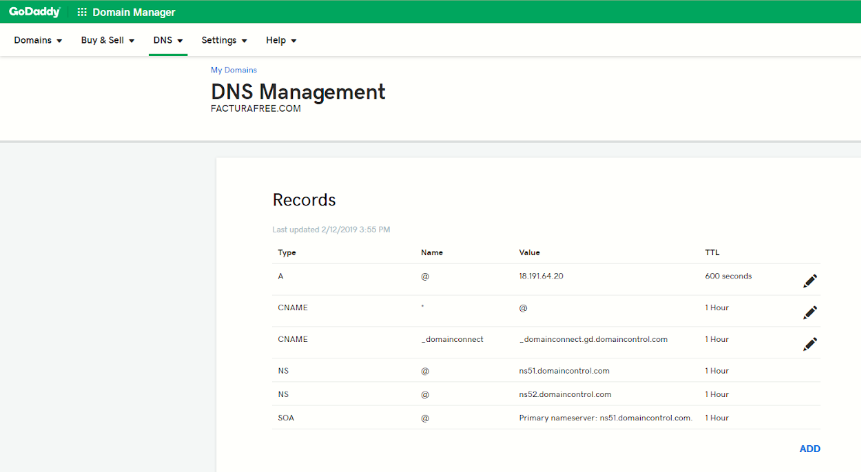 GoDaddy Domain Manager
Domains Buy & Sell DNS Settings Help
My Domains
DNS Management
FACTURAFREE.COM
Records
Last updated 2/12/2019 3:55 PM
Type Name Value TTL
A @ 18.191.64.20 600 seconds
CNAME * @ 1 Hour
CNAME _domainconnect _domainconnect.gd.domaincontrol.com 1 Hour
NS @ ns51.domaincontrol.com 1 Hour
NS @ ns52.domaincontrol.com 1 Hour
SOA @ Primary nameserver: ns51.domaincontrol.com. 1 Hour
ADD